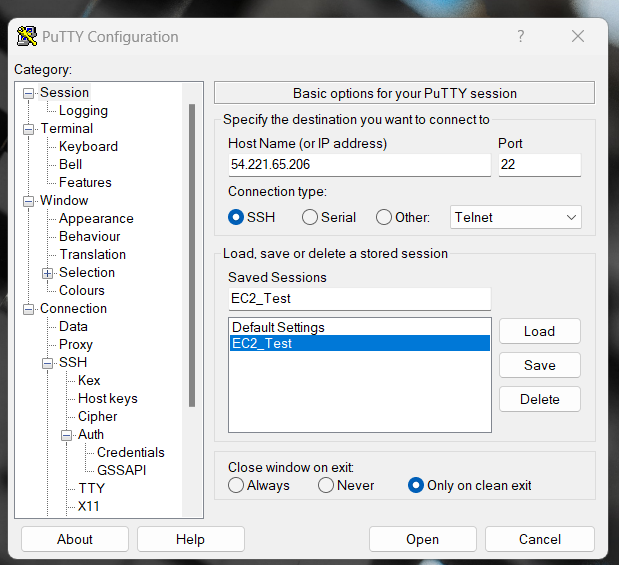 PuTTY Configuration
?
Category:
Session
Logging
Terminal
Keyboard
Bell
Features
Window
Appearance
Behaviour
Translation
Selection
Colours
Connection
Data
Proxy
SSH
Kex
Host keys
Cipher
Auth
Credentials
GSSAPI
TTY
X11
Basic options for your PuTTY session
Specify the destination you want to connect to
Host Name (or IP address) Port
54.221.65.206 22
Connection type:
SSH Serial Other: Telnet
Load, save or delete a stored session
Saved Sessions
EC2_Test
Default Settings
EC2_Test
Load
Save
Delete
Close window on exit:
Always Never Only on clean exit
About Help Open Cancel